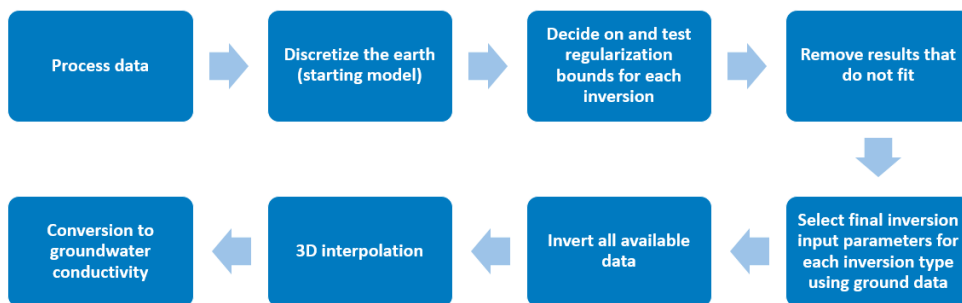 Process data
Discretize the earth
(starting model)
Decide on and test
regularization
bounds for each
inversion
Remove results that
do not fit
Select final inversion
input parameters for
each inversion type
using ground data
Invert all available
data
3D interpolation
Conversion to
groundwater
conductivity